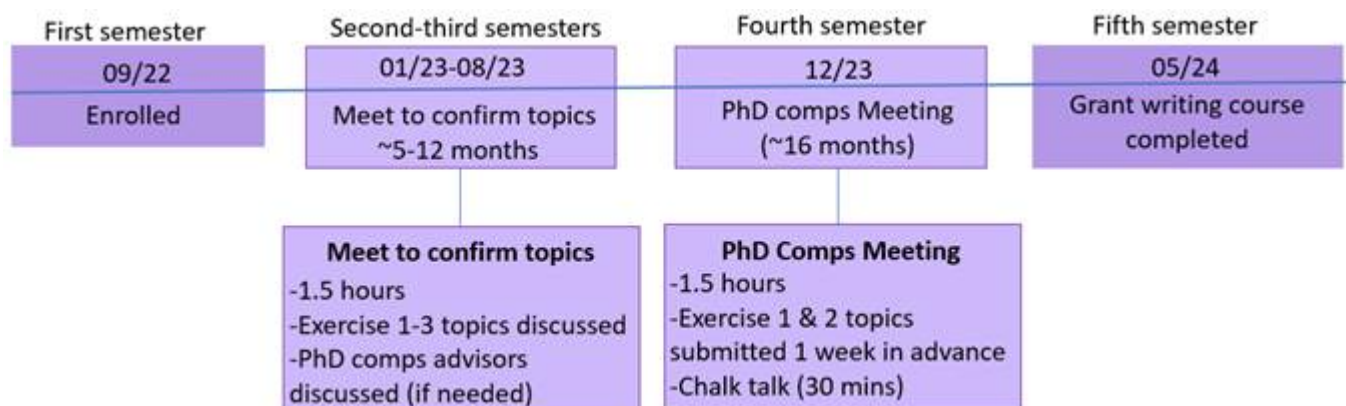 First semester
09/22
Enrolled
Second-third semesters
01/23-08/23
Meet to confirm topics
~5-12 months
Fourth semester
12/23
PhD comps Meeting
(~16 months)
Fifth semester
05/24
Grant writing course
completed
Meet to confirm topics
-1.5 hours
-Exercise 1-3 topics discussed
-PhD comps advisors
discussed (if needed)
PhD Comps Meeting
-1.5 hours
-Exercise 1 & 2 topics
submitted 1 week in advance
-Chalk talk (30 mins)